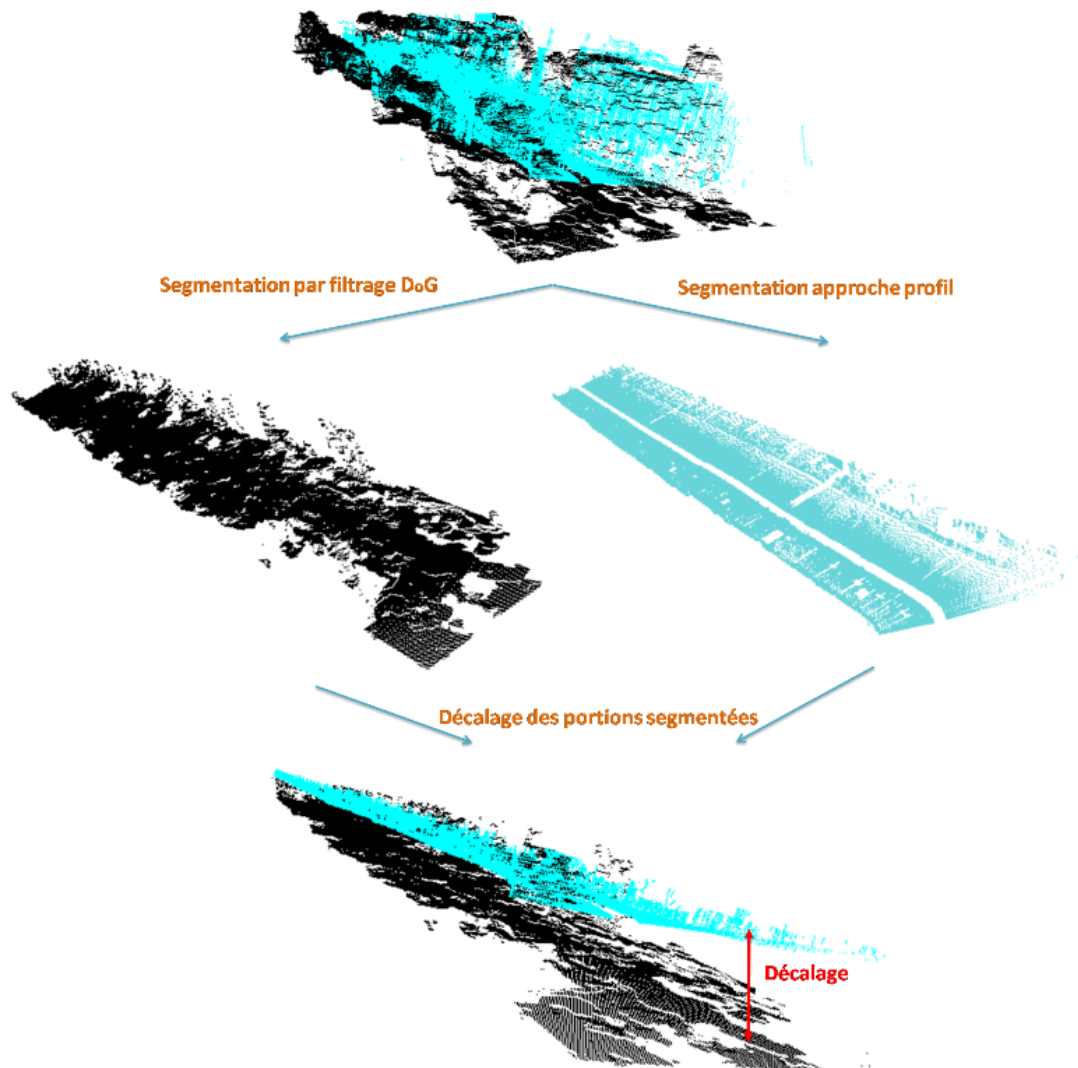 Segmentation par filtrage DoG
Segmentation approche profil
Décalage des portions segmentées
Décalage